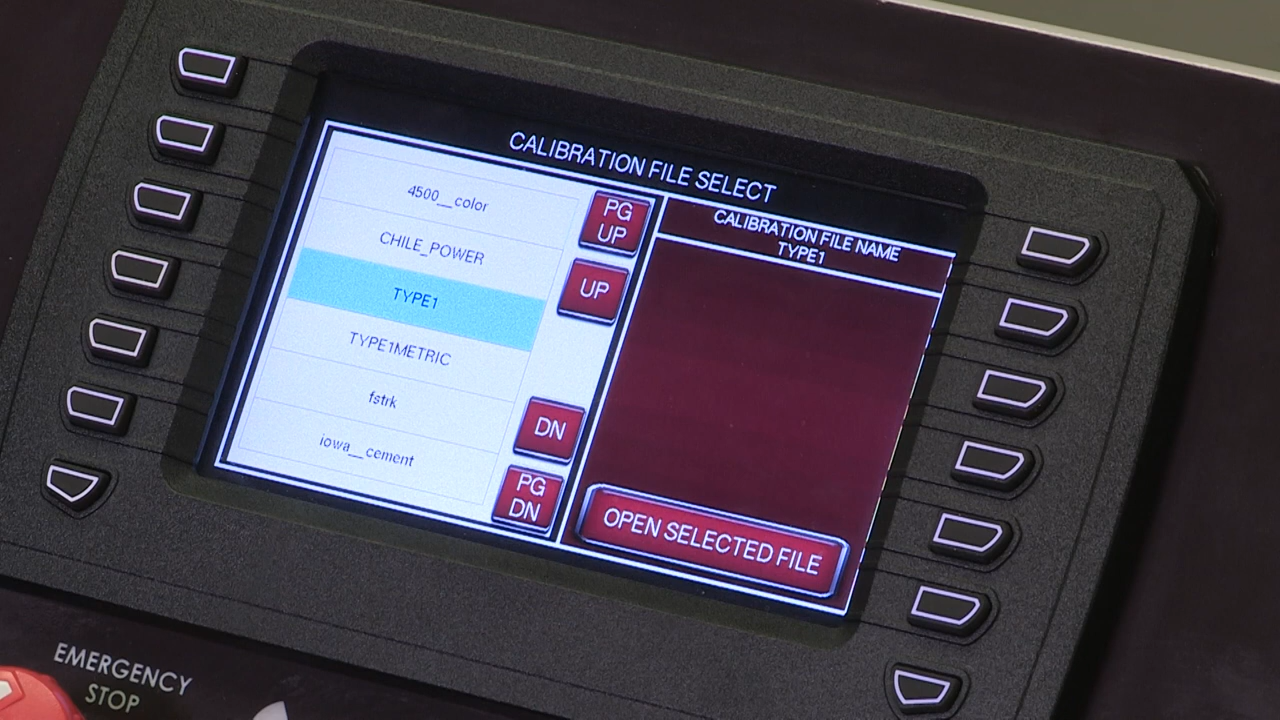 CALIBRATION FILE SELECT
4500__color
CHILE_POWER
TYPE1
TYPE1METRIC
fstrk
iowa__cement
PG
UP
UP
DN
PG
DN
CALIBRATION FILE NAME
TYPE1
OPEN SELECTED FILE
EMERGENCY
STOP